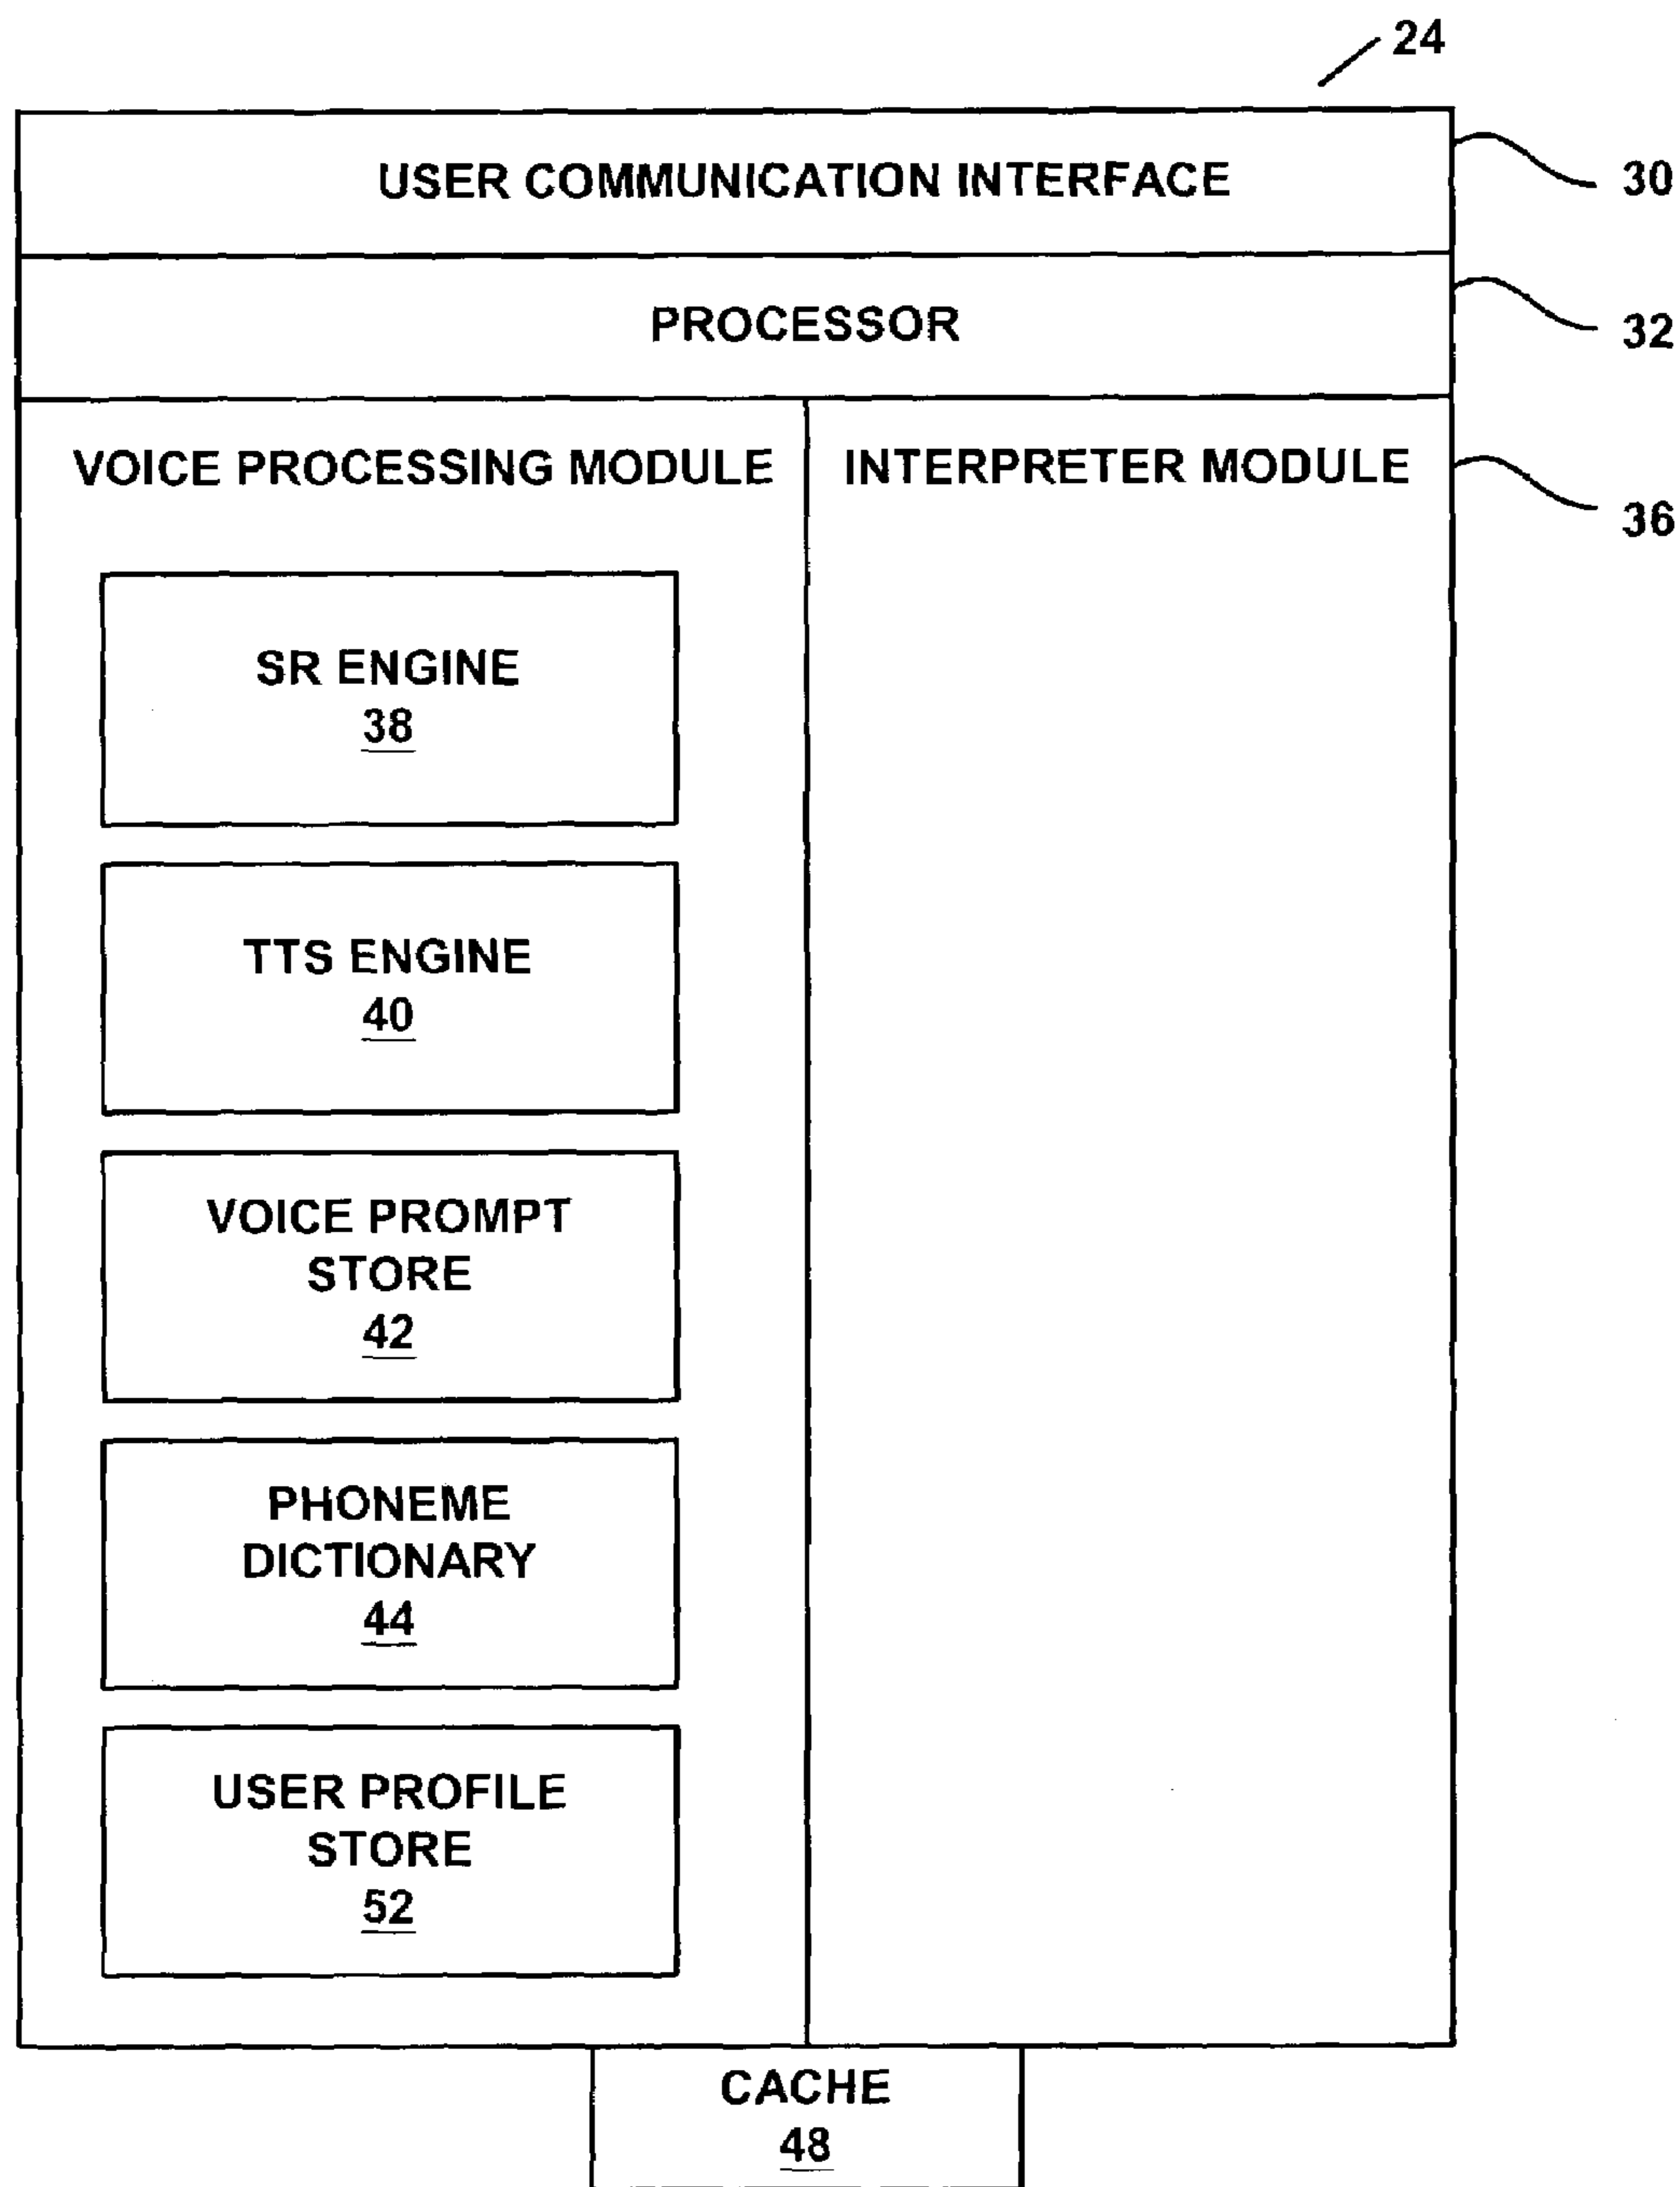 24
USER COMMUNICATION INTERFACE
30
PROCESSOR
32
VOICE PROCESSING MODULE
INTERPRETER MODULE
36
SR ENGINE
38
TTS ENGINE
40
VOICE PROMPT
STORE
42
PHONEME
DICTIONARY
44
USER PROFILE
STORE
52
CACHE
48